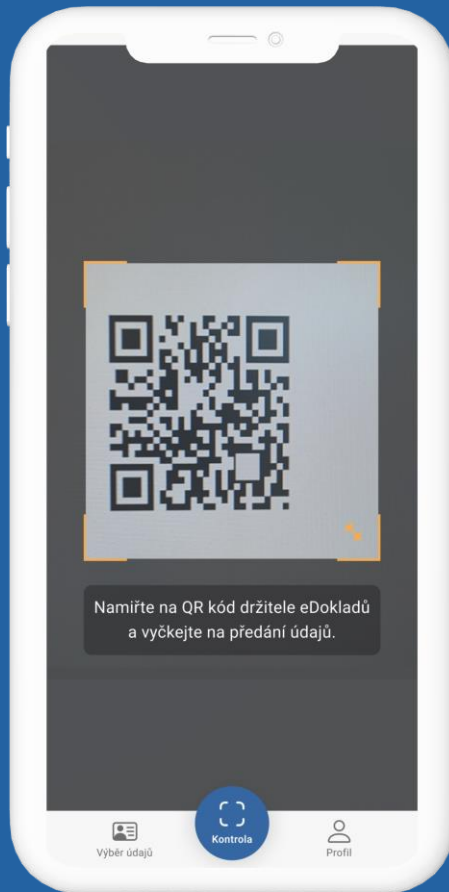 Namiřte na QR kód držitele eDokladů
a vyčkejte na předání údajů.
Výběr údajů
Kontrola
Profil